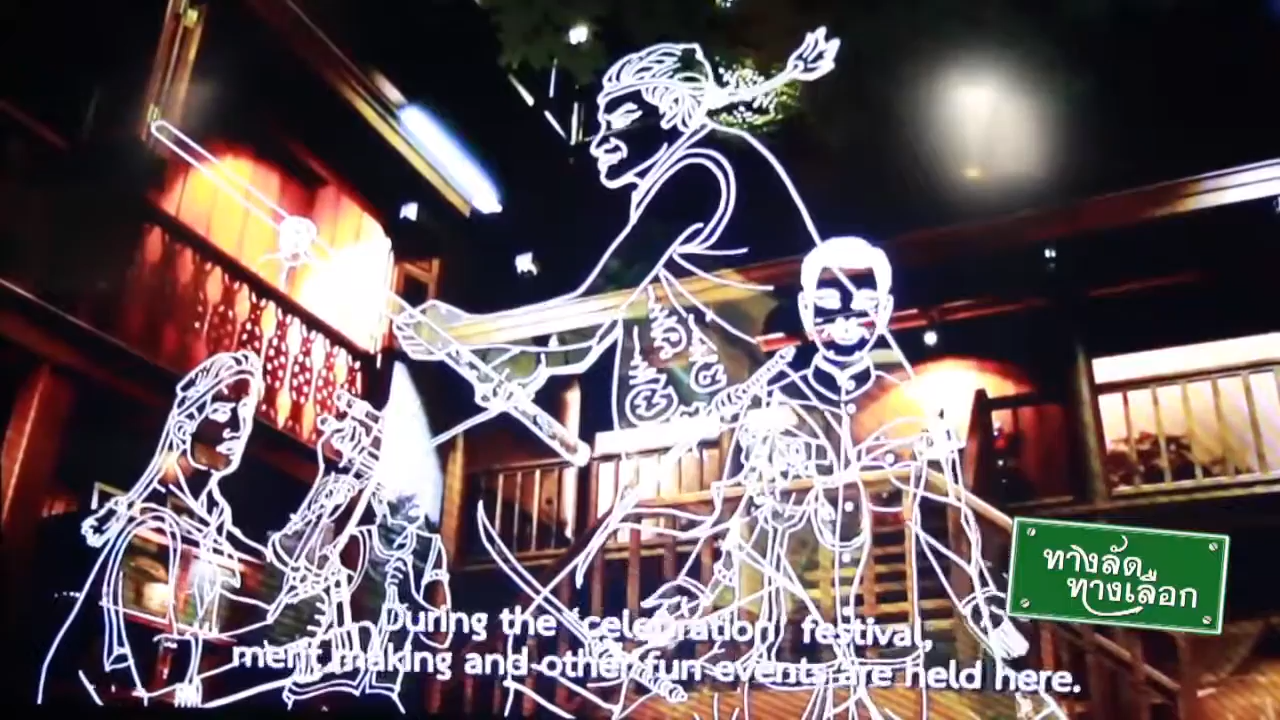 ทางลัด
ทางเลือก
During the 'celebration' festival,
merit making and other fun events are held here.